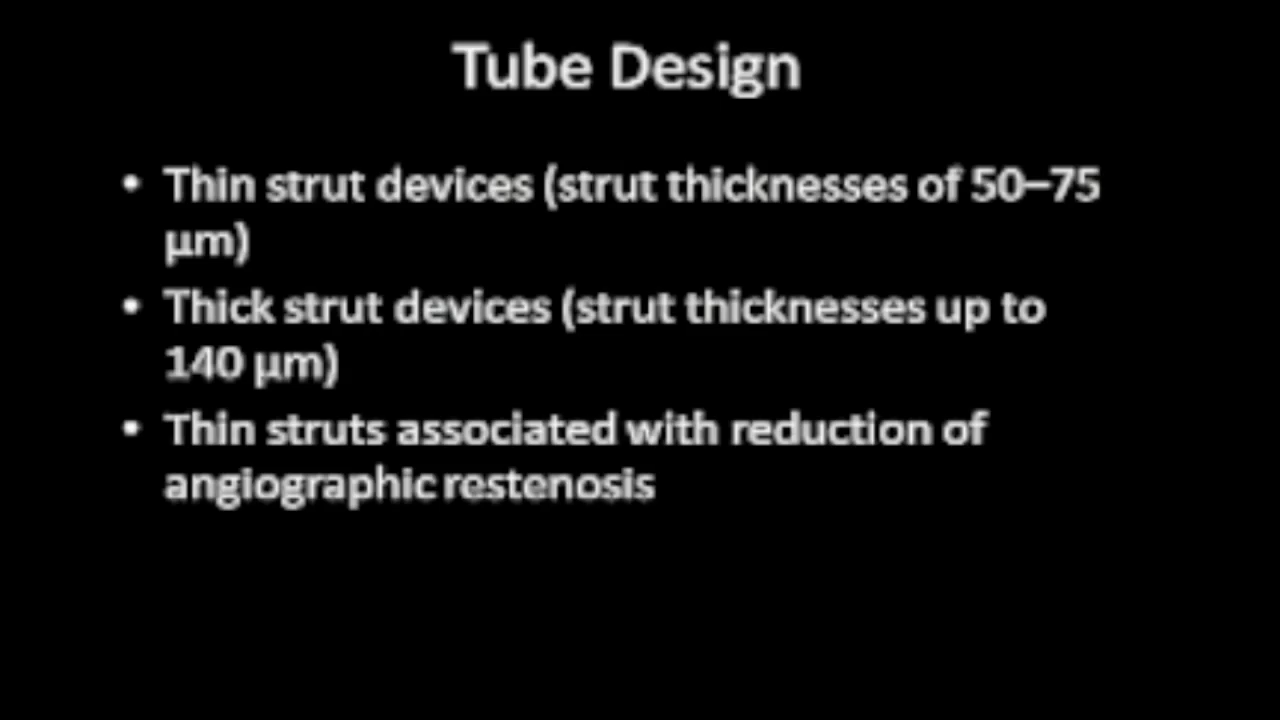 Tube Design
• Thin strut devices (strut thicknesses of 50–75
µm)
• Thick strut devices (strut thicknesses up to
140 µm)
• Thin struts associated with reduction of
angiographic restenosis